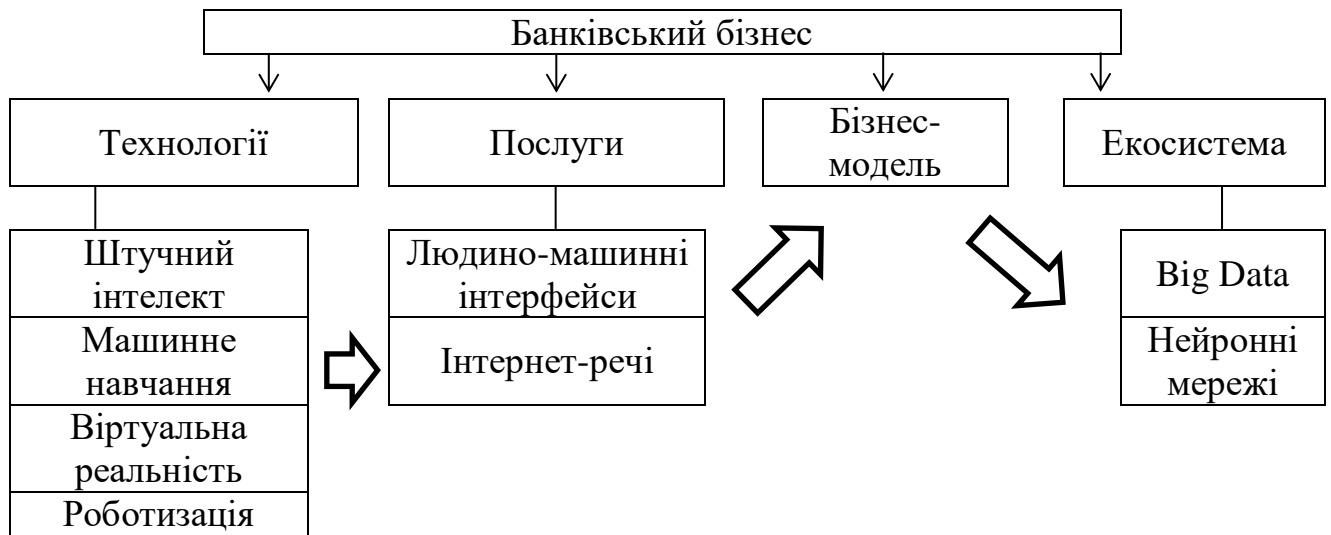 Банківський бізнес
Технології
Послуги
Бізнес-
модель
Екосистема
Штучний
інтелект
Машинне
навчання
Віртуальна
реальність
Роботизація
Людино-машинні
інтерфейси
Інтернет-речі
Big Data
Нейронні
мережі